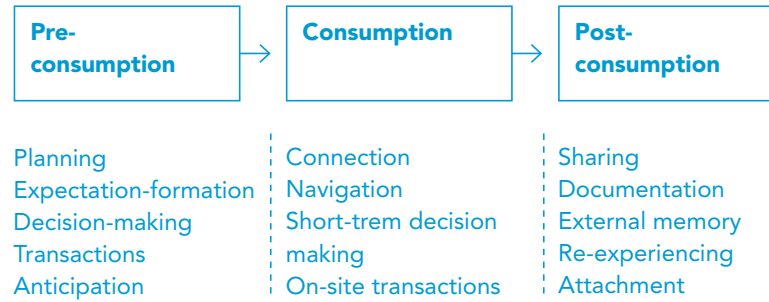 Pre-
consumption
Consumption
Post-
consumption
Planning
Expectation-formation
Decision-making
Transactions
Anticipation
Connection
Navigation
Short-trem decision
making
On-site transactions
Sharing
Documentation
External memory
Re-experiencing
Attachment